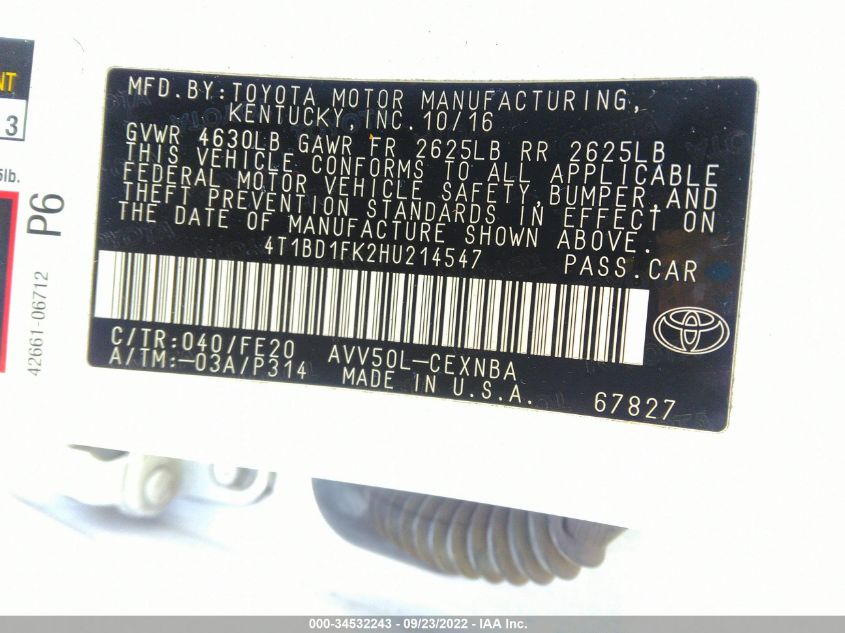 MFD.BY:TOYOTA MOTOR MANUFACTURING,
KENTUCKY,INC. 10/16
GVWR 4630LB GAWR FR 2625LB RR 2625LB
THIS VEHICLE CONFORMS TO ALL APPLICABLE
FEDERAL MOTOR VEHICLE SAFETY,BUMPER,AND
THEFT PREVENTION STANDARDS IN EFFECT ON
THE DATE OF MANUFACTURE SHOWN ABOVE.
4T1BD1FK2HU214547 PASS.CAR
C/TR:040/FE20 AVV50L-CEXNBA
A/TM:-03A/P314 MADE IN U.S.A. 67827
NT
3
lb.
P6
42661-06712
000-34532243 - 09/23/2022 - IAA Inc.